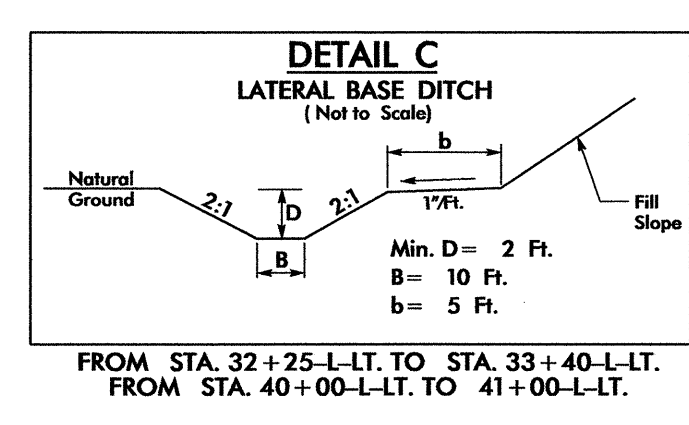 DETAIL C
LATERAL BASE DITCH
(Not to Scale)
b
Natural
Ground
2:1
D
2:1
1"/Ft.
Fill
Slope
B
Min. D= 2 Ft.
B= 10 Ft.
b= 5 Ft.
FROM STA. 32+25-L-LT. TO STA. 33+40-L-LT.
FROM STA. 40+00-L-LT. TO 41+00-L-LT.